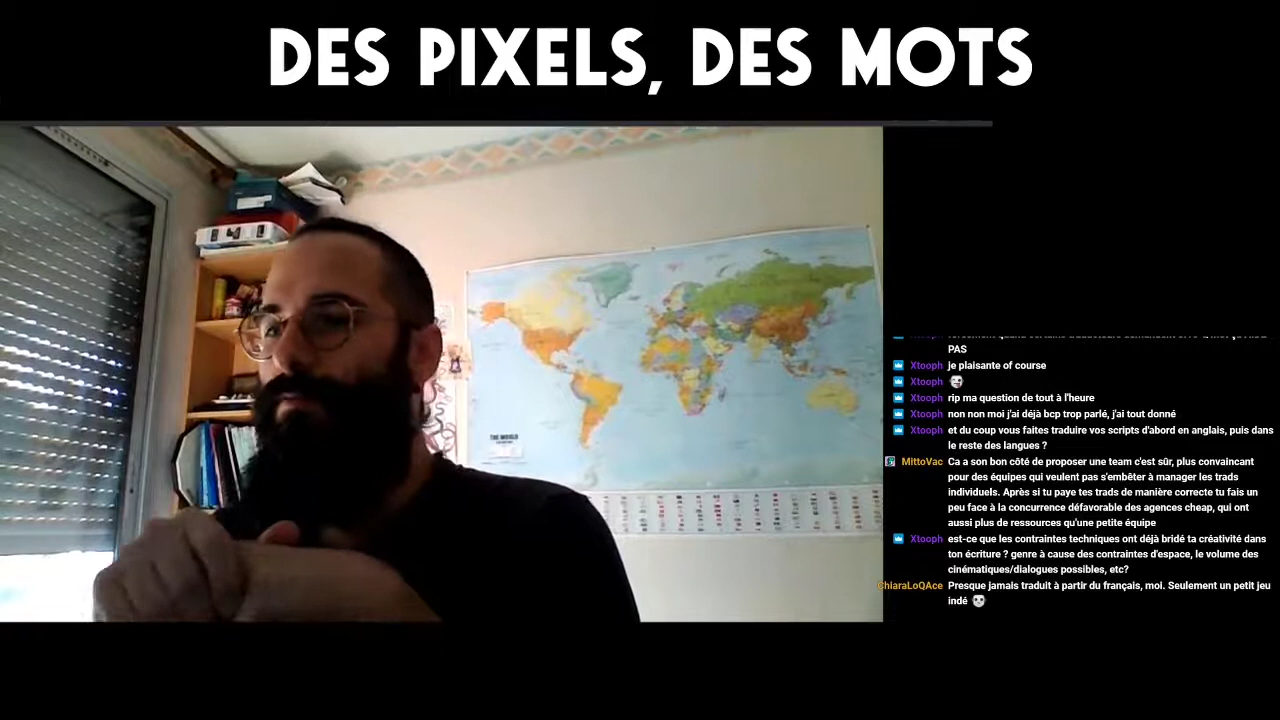 DES PIXELS, DES MOTS
THE WORLD
PAS
Xtooph je plaisante of course
Xtooph
Xtooph rip ma question de tout à l'heure
Xtooph non non moi j'ai déjà bcp trop parlé, j'ai tout donné
Xtooph et du coup vous faites traduire vos scripts d'abord en anglais, puis dans
le reste des langues ?
MittoVac Ca a son bon côté de proposer une team c'est sûr, plus convaincant
pour des équipes qui veulent pas s'embêter à manager les trads
individuels. Après si tu paye tes trads de manière correcte tu fais un
peu face à la concurrence défavorable des agences cheap, qui ont
aussi plus de ressources qu'une petite équipe
Xtooph est-ce que les contraintes techniques ont déjà bridé ta créativité dans
ton écriture ? genre à cause des contraintes d'espace, le volume des
cinématiques/dialogues possibles, etc?
ChiaraLoQAce Presque jamais traduit à partir du français, moi. Seulement un petit jeu
indé